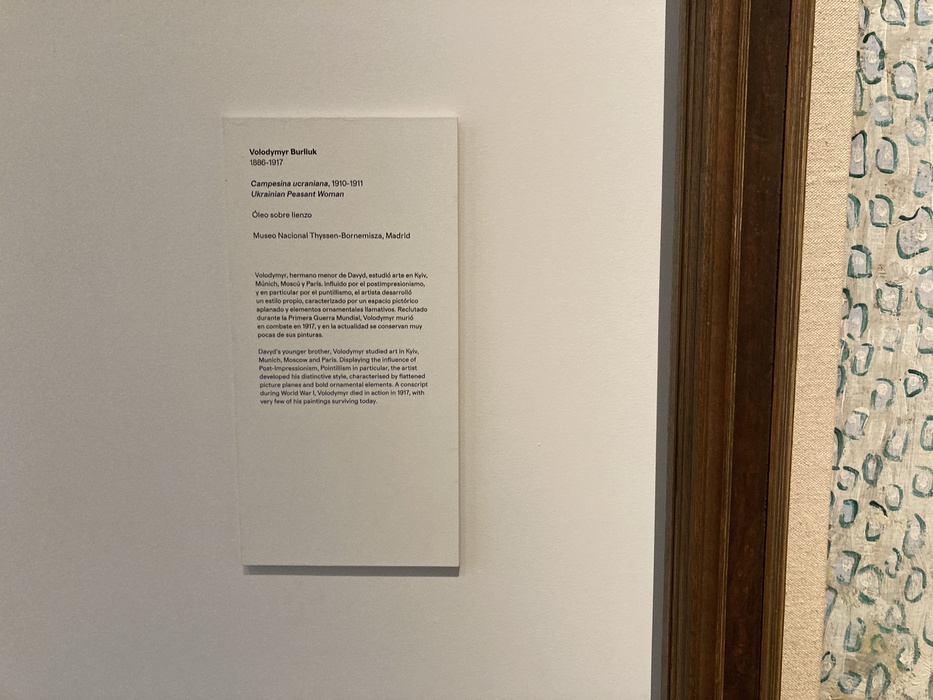 Volodymyr Burliuk
1886-1917
Campesina ucraniana, 1910-1911
Ukrainian Peasant Woman
Óleo sobre lienzo
Museo Nacional Thyssen-Bornemisza, Madrid
Volodymyr, hermano menor de Davyd, estudió arte en Kyiv,
Múnich, Moscú y París. Influido por el postimpresionismo,
y en particular por el puntillismo, el artista desarrolló
un estilo propio, caracterizado por un espacio pictórico
aplanado y elementos ornamentales llamativos. Reclutado
durante la Primera Guerra Mundial, Volodymyr murió
en combate en 1917, y en la actualidad se conservan muy
pocas de sus pinturas.
Davyd's younger brother, Volodymyr studied art in Kyiv,
Munich, Moscow and Paris. Displaying the influence of
Post-Impressionism, Pointillism in particular, the artist
developed his distinctive style, characterised by flattened
picture planes and bold ornamental elements. A conscript
during World War I, Volodymyr died in action in 1917, with
very few of his paintings surviving today.